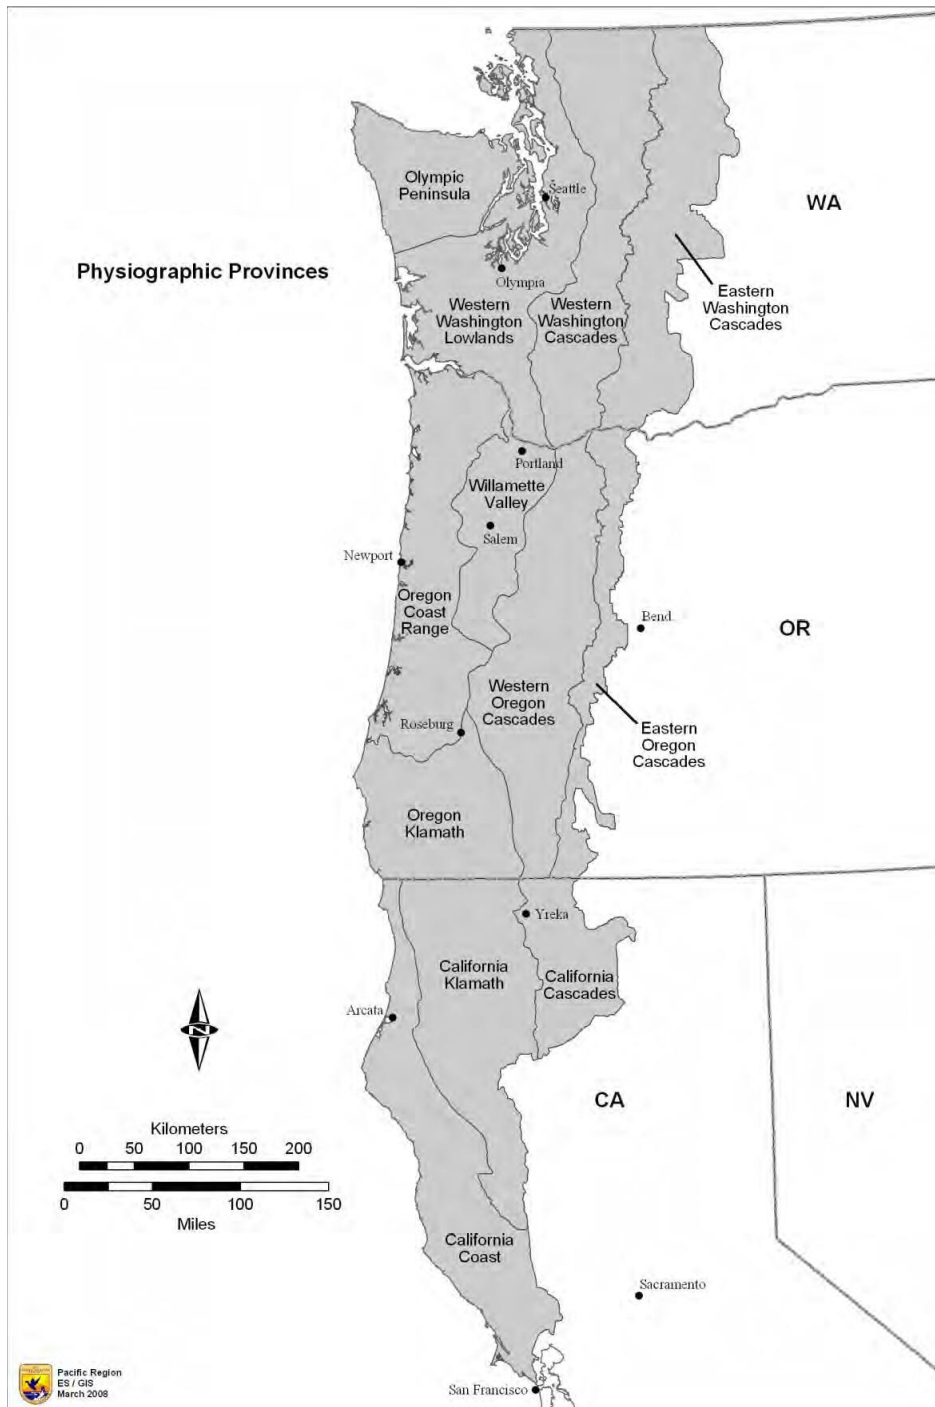 Olympic
Peninsula
Seattle
WA
Physiographic Provinces
Olympia
Eastern
Washington
Cascades
Western
Washington
Lowlands
Western
Washington
Cascades
Portland
Willamette
Valley
Salem
Newport
Oregon
Coast
Range
Bend
OR
Western
Oregon
Cascades
Roseburg
Eastern
Oregon
Cascades
Oregon
Klamath
Yreka
California
Klamath
California
Cascades
Arcata
N
CA
NV
Kilometers
0 50 100 150 200
0 50 100 150
Miles
California
Coast
Sacramento
Pacific Region
ES / GIS
March 2008
San Francisco